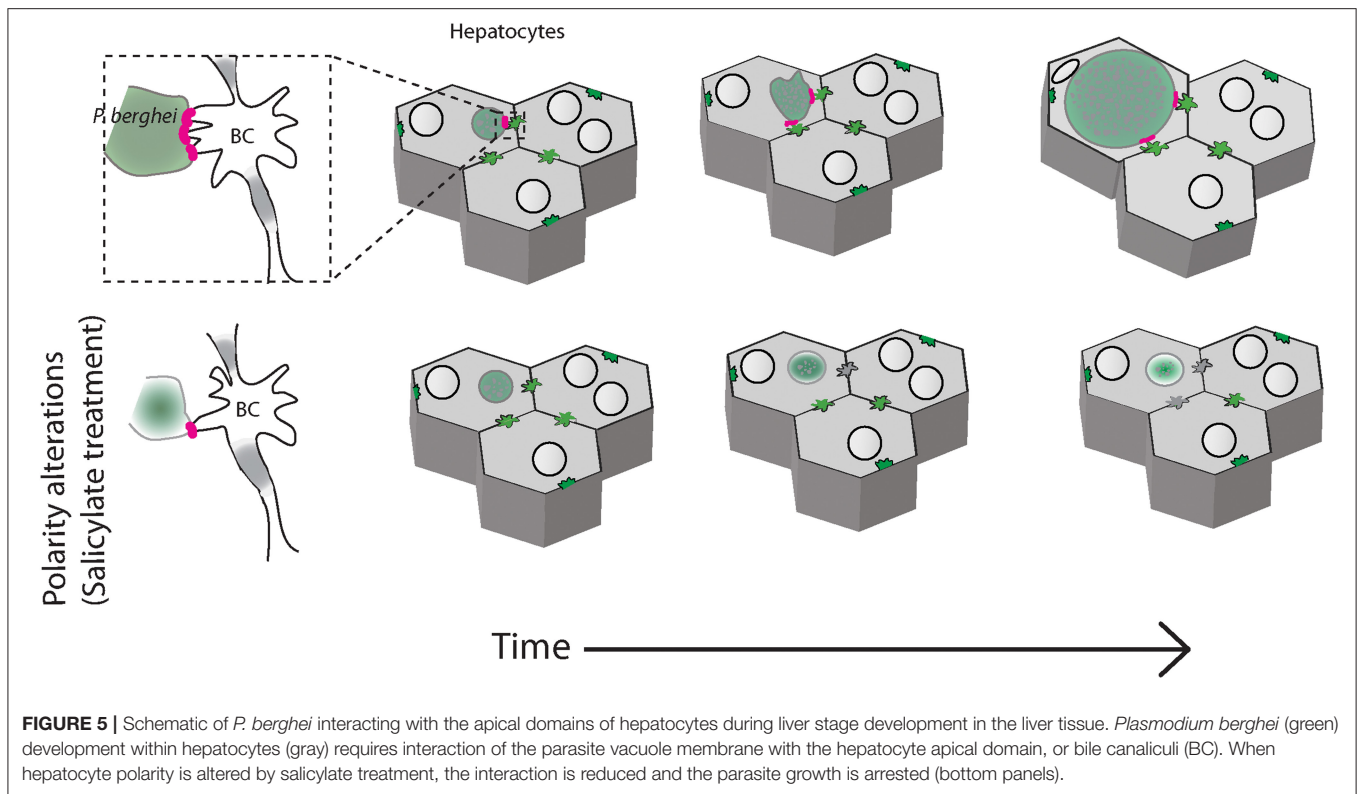 Hepatocytes
P. berghei
BC
Polarity alterations
(Salicylate treatment)
BC
Time
FIGURE 5 | Schematic of P. berghei interacting with the apical domains of hepatocytes during liver stage development in the liver tissue. Plasmodium berghei (green)
development within hepatocytes (gray) requires interaction of the parasite vacuole membrane with the hepatocyte apical domain, or bile canaliculi (BC). When
hepatocyte polarity is altered by salicylate treatment, the interaction is reduced and the parasite growth is arrested (bottom panels).